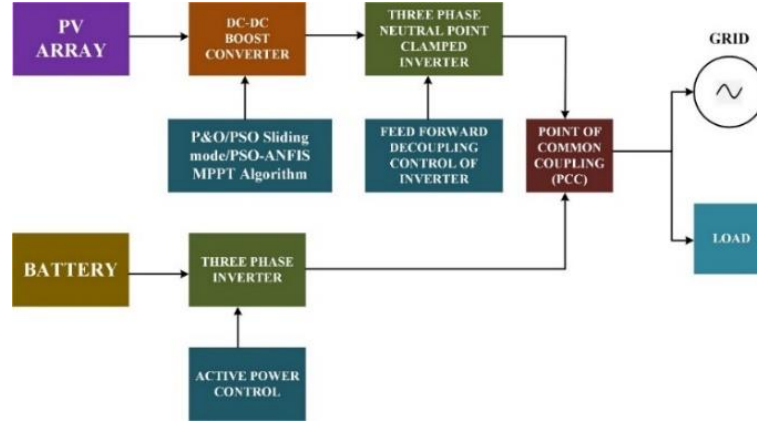 PV
ARRAY
DC-DC
BOOST
CONVERTER
THREE PHASE
NEUTRAL POINT
CLAMPED
INVERTER
GRID
P&O/PSO Sliding
mode/PSO-ANFIS
MPPT Algorithm
FEED FORWARD
DECOUPLING
CONTROL OF
INVERTER
POINT OF
COMMON
COUPLING
(PCC)
BATTERY
THREE PHASE
INVERTER
LOAD
ACTIVE POWER
CONTROL